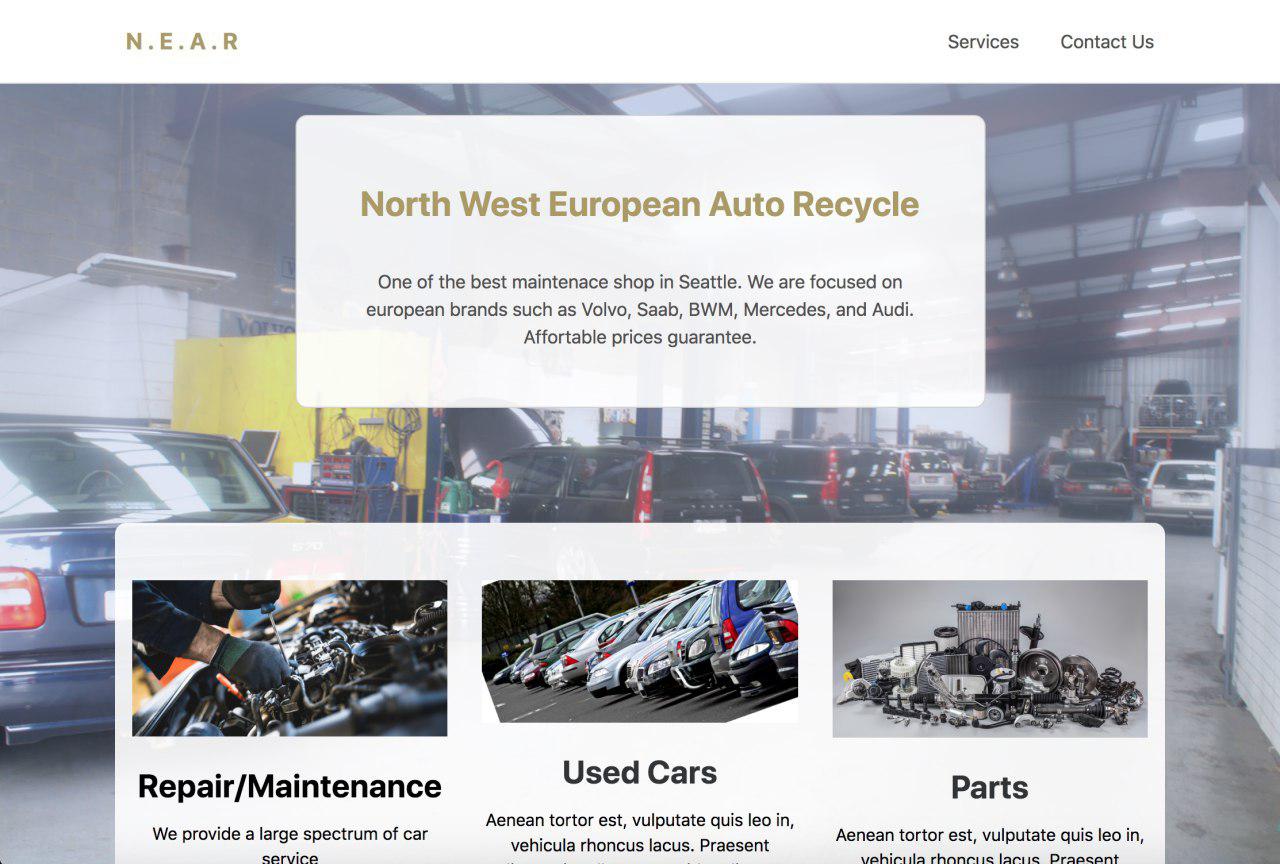 N.E.A.R
Services
Contact Us
North West European Auto Recycle
One of the best maintenace shop in Seattle. We are focused on
european brands such as Volvo, Saab, BWM, Mercedes, and Audi.
Affortable prices guarantee.
VOLVO
S70
Repair/Maintenance
We provide a large spectrum of car
service
Used Cars
Aenean tortor est, vulputate quis leo in,
vehicula rhoncus lacus. Praesent
Parts
Aenean tortor est, vulputate quis leo in,
vehicula rhoncus lacus. Praesent